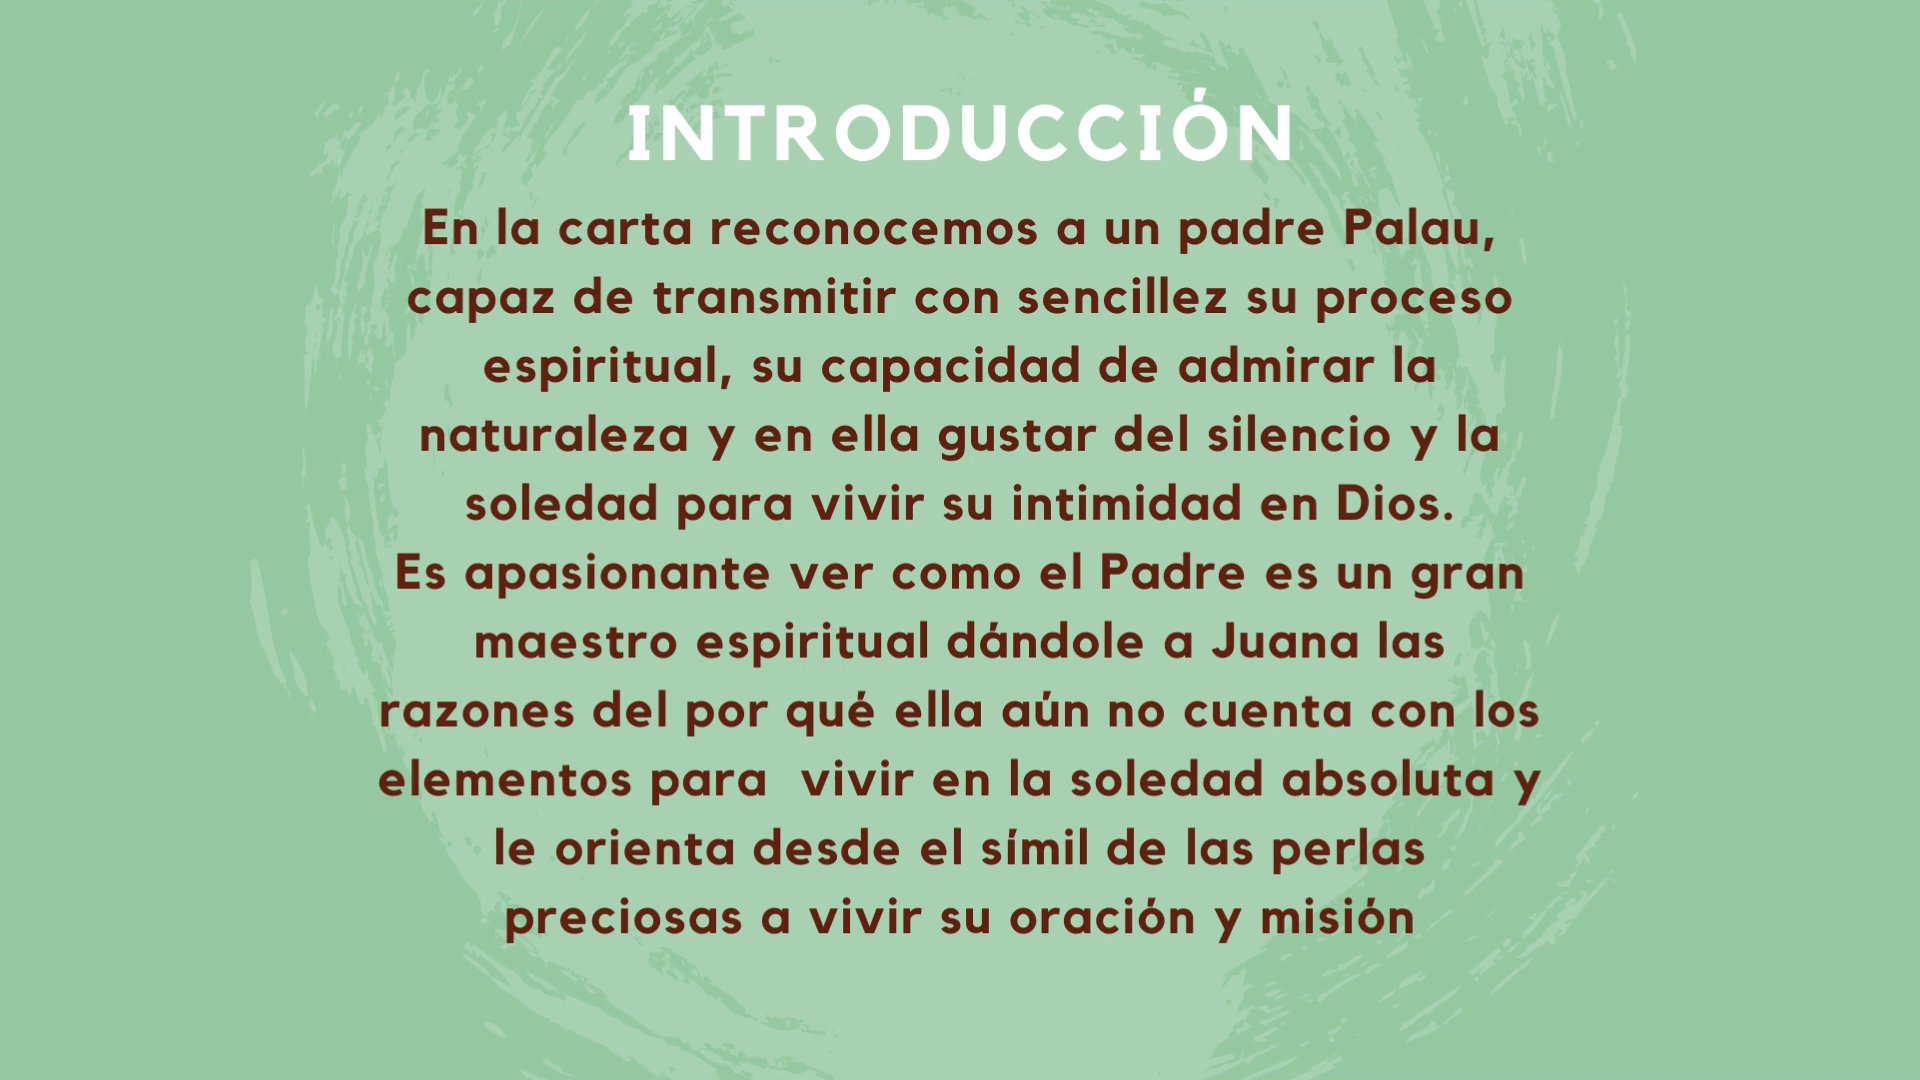 INTRODUCCIÓN
En la carta reconocemos a un padre Palau,
capaz de transmitir con sencillez su proceso
espiritual, su capacidad de admirar la
naturaleza y en ella gustar del silencio y la
soledad para vivir su intimidad en Dios.
Es apasionante ver como el Padre es un gran
maestro espiritual dándole a Juana las
razones del por qué ella aún no cuenta con los
elementos para  vivir en la soledad absoluta y
le orienta desde el símil de las perlas
preciosas a vivir su oración y misión